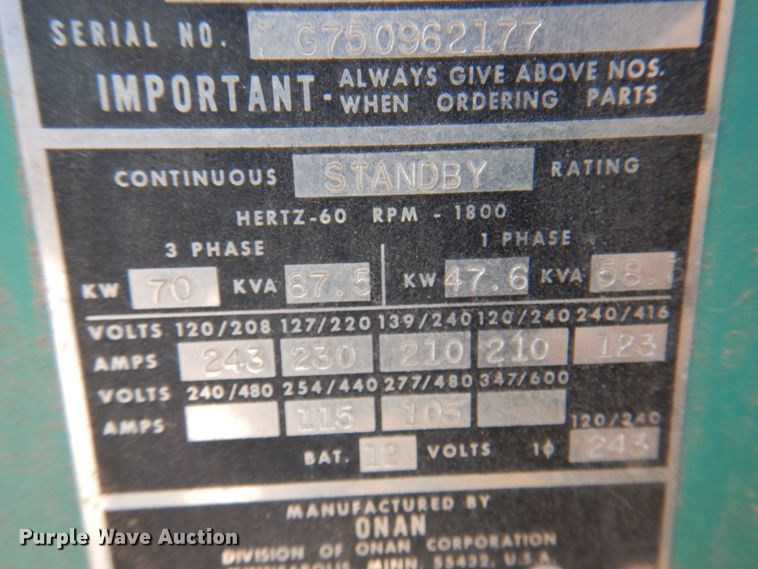 SERIAL NO. G750962177
IMPORTANT- ALWAYS GIVE ABOVE NOS.
WHEN ORDERING PARTS
CONTINUOUS STANDBY RATING
HERTZ-60 RPM - 1800
3 PHASE 1 PHASE
KW 70 KVA 87.5 KW 47.6 KVA
VOLTS 120/208 127/220 139/240 120/240 240/416
AMPS 243 230 210 210 123
VOLTS 240/480 254/440 277/480 347/600
AMPS 115 105 120/240
BAT. 12 VOLTS 1ϕ 243
MANUFACTURED BY
ONAN
DIVISION OF ONAN CORPORATION
MINNEAPOLIS, MINN. 55432, U.S.A
Purple Wave Auction